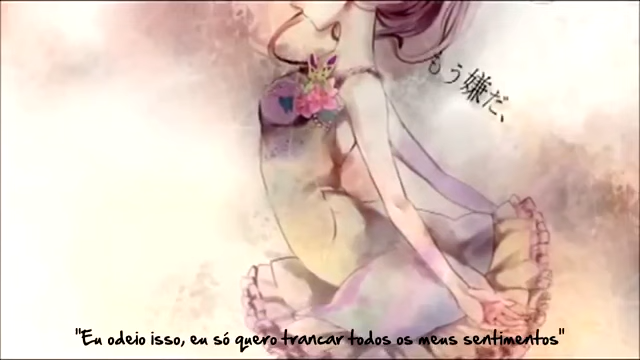 もう嫌だ、
"Eu odeio isso, eu só quero trancar todos os meus sentimentos"